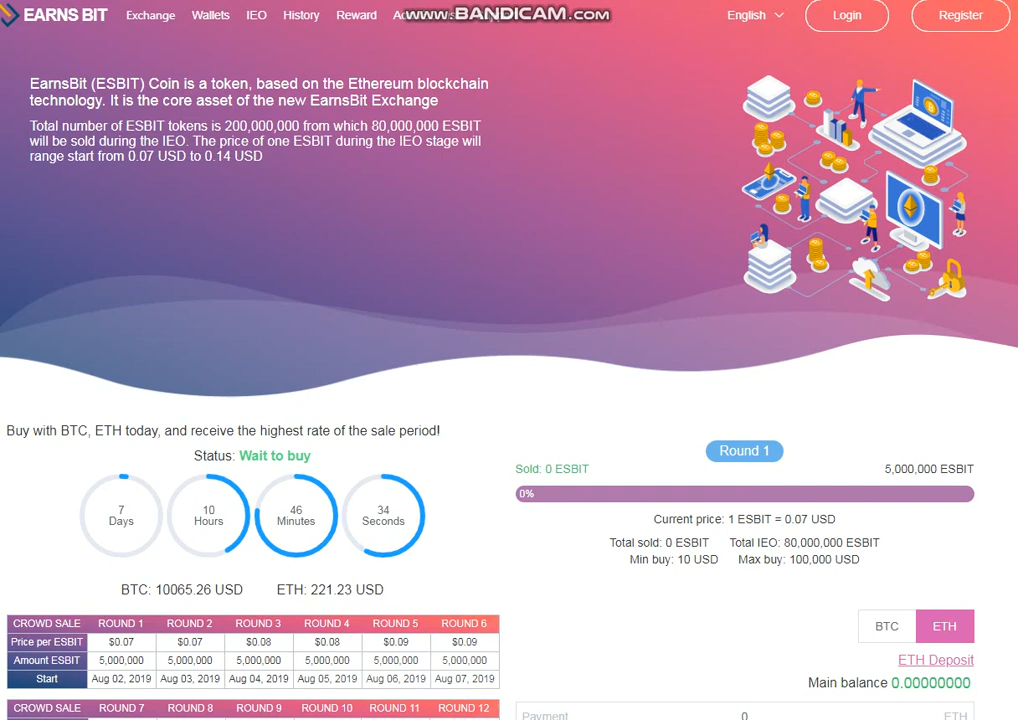 EARNS BIT Exchange Wallets IEO History Reward www.BANDICAM.com English Login Register
EarnsBit (ESBIT) Coin is a token, based on the Ethereum blockchain
technology. It is the core asset of the new EarnsBit Exchange
Total number of ESBIT tokens is 200,000,000 from which 80,000,000 ESBIT
will be sold during the IEO. The price of one ESBIT during the IEO stage will
range start from 0.07 USD to 0.14 USD
Buy with BTC, ETH today, and receive the highest rate of the sale period!
Status: Wait to buy
7 10 46 34
Days Hours Minutes Seconds
BTC: 10065.26 USD ETH: 221.23 USD
CROWD SALE ROUND 1 ROUND 2 ROUND 3 ROUND 4 ROUND 5 ROUND 6
Price per ESBIT $0.07 $0.07 $0.08 $0.08 $0.09 $0.09
Amount ESBIT 5,000,000 5,000,000 5,000,000 5,000,000 5,000,000 5,000,000
Start Aug 02, 2019 Aug 03, 2019 Aug 04, 2019 Aug 05, 2019 Aug 06, 2019 Aug 07, 2019
CROWD SALE ROUND 7 ROUND 8 ROUND 9 ROUND 10 ROUND 11 ROUND 12
Round 1
Sold: 0 ESBIT 5,000,000 ESBIT
0%
Current price: 1 ESBIT = 0.07 USD
Total sold: 0 ESBIT Total IEO: 80,000,000 ESBIT
Min buy: 10 USD Max buy: 100,000 USD
BTC ETH
ETH Deposit
Main balance 0.00000000
Payment 0 ETH